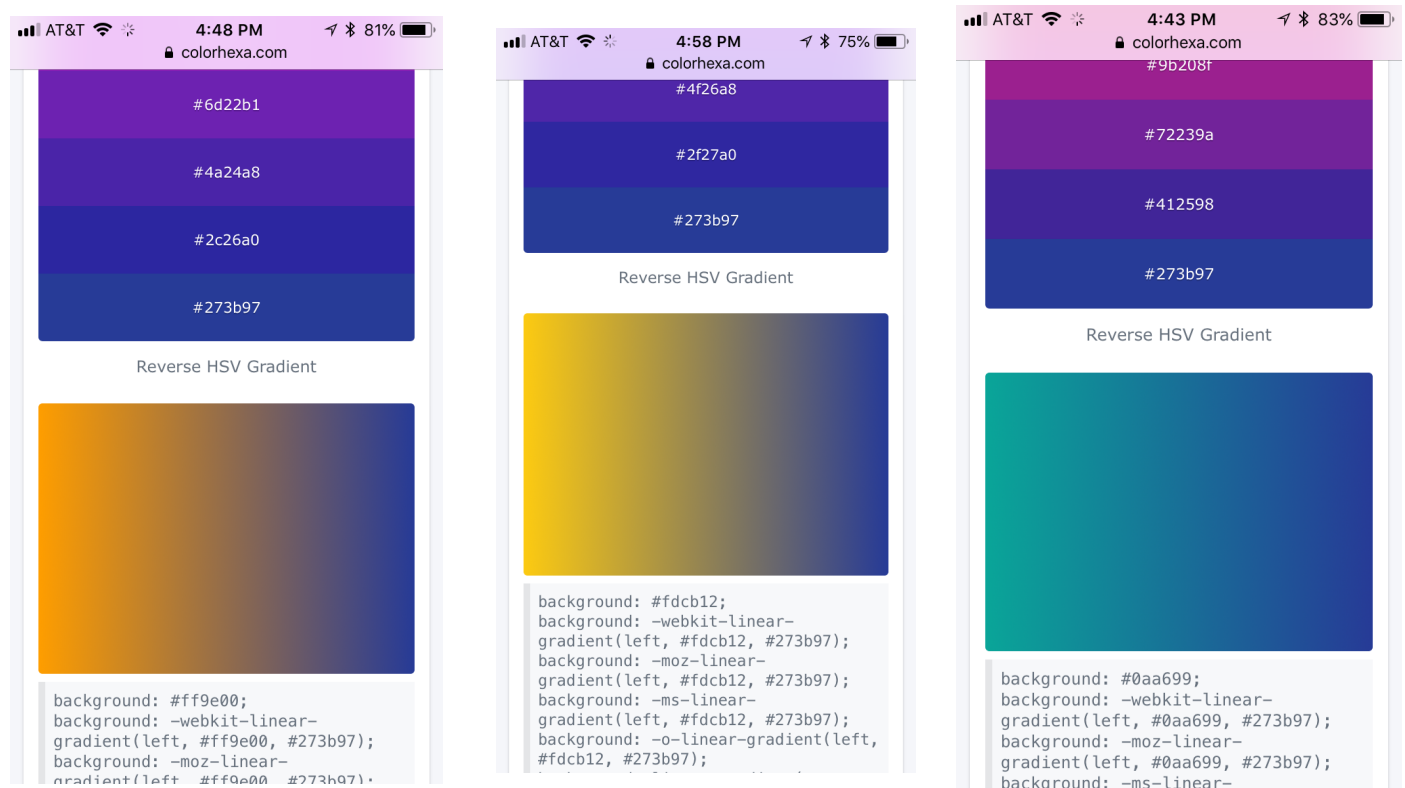 AT&T 4:48 PM 81%
colorhexa.com
#6d22b1
#4a24a8
#2c26a0
#273b97
Reverse HSV Gradient
background: #ff9e00;
background: -webkit-linear-
gradient(left, #ff9e00, #273b97);
background: -moz-linear-
gradient(left, #ff9e00, #273b97);
AT&T 4:58 PM 75%
colorhexa.com
#4f26a8
#2f27a0
#273b97
Reverse HSV Gradient
background: #fdcb12;
background: -webkit-linear-
gradient(left, #fdcb12, #273b97);
background: -moz-linear-
gradient(left, #fdcb12, #273b97);
background: -ms-linear-
gradient(left, #fdcb12, #273b97);
background: -o-linear-gradient(left,
#fdcb12, #273b97);
AT&T 4:43 PM 83%
colorhexa.com
#9b208f
#72239a
#412598
#273b97
Reverse HSV Gradient
background: #0aa699;
background: -webkit-linear-
gradient(left, #0aa699, #273b97);
background: -moz-linear-
gradient(left, #0aa699, #273b97);
background: -ms-linear-